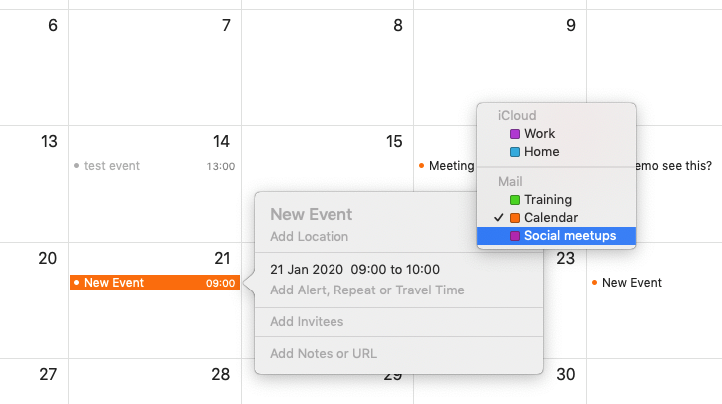 6
7
8
9
13
14
15
test event 13:00
Meeting
emo see this?
iCloud
Work
Home
Mail
Training
Calendar
Social meetups
20
21
23
New Event 09:00
New Event
New Event
Add Location
21 Jan 2020 09:00 to 10:00
Add Alert, Repeat or Travel Time
Add Invitees
Add Notes or URL
27
28
29
30